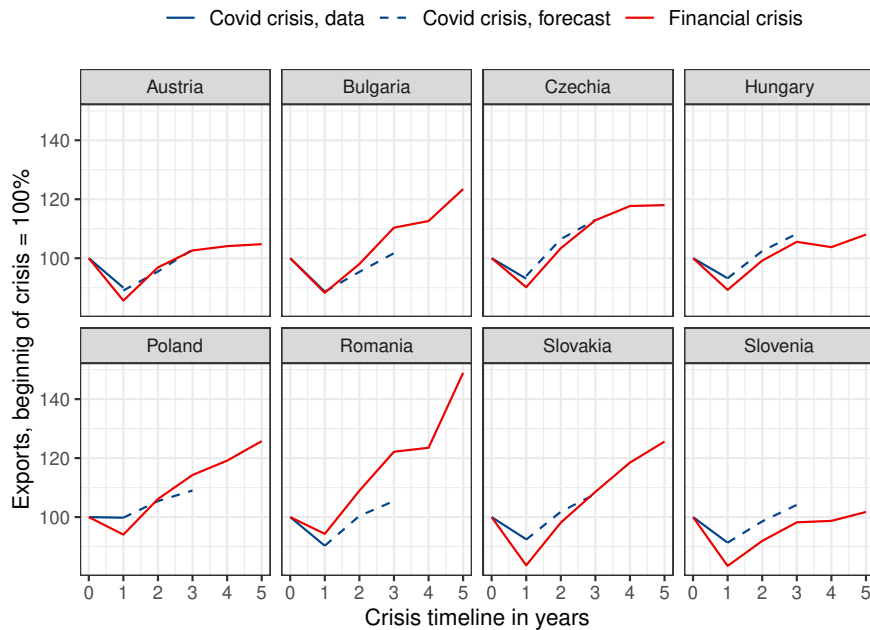 Covid crisis, data Covid crisis, forecast Financial crisis
Austria Bulgaria Czechia Hungary
140
120
100
Poland Romania Slovakia Slovenia
140
120
100
0 1 2 3 4 5 0 1 2 3 4 5 0 1 2 3 4 5 0 1 2 3 4 5
Crisis timeline in years
Exports, beginnig of crisis = 100%